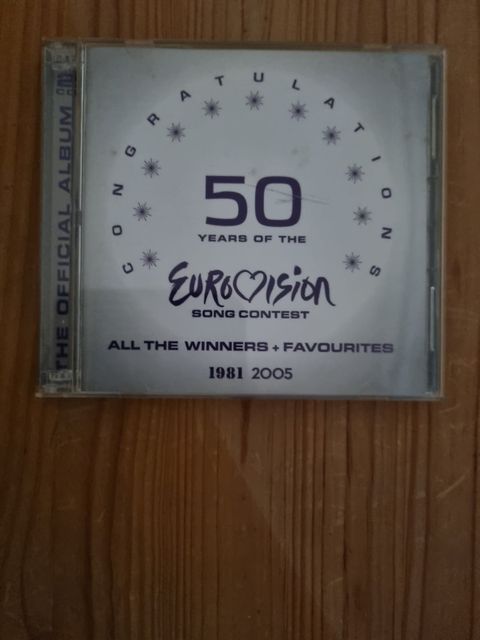 CONGRATULATIONS
50
YEARS OF THE
EUROVISION
SONG CONTEST
ALL THE WINNERS + FAVOURITES
1981 2005
THE OFFICIAL ALBUM